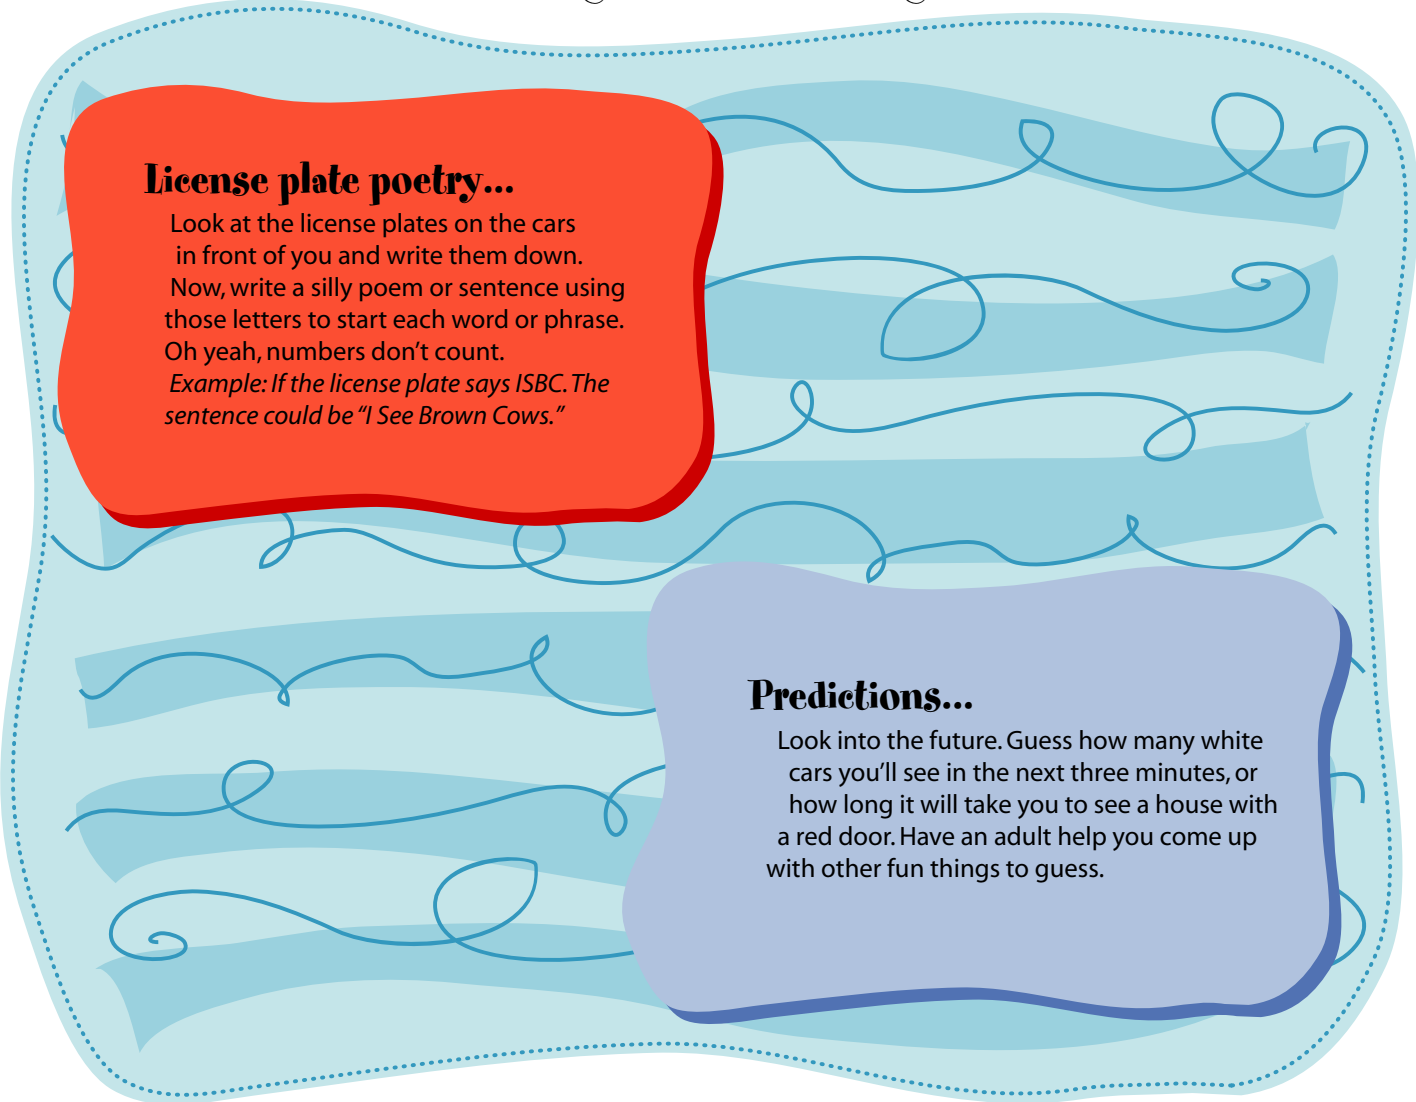 License plate poetry...
Look at the license plates on the cars
in front of you and write them down.
Now, write a silly poem or sentence using
those letters to start each word or phrase.
Oh yeah, numbers don't count.
Example: If the license plate says ISBC. The
sentence could be “I See Brown Cows.”
Predictions...
Look into the future. Guess how many white
cars you'll see in the next three minutes, or
how long it will take you to see a house with
a red door. Have an adult help you come up
with other fun things to guess.